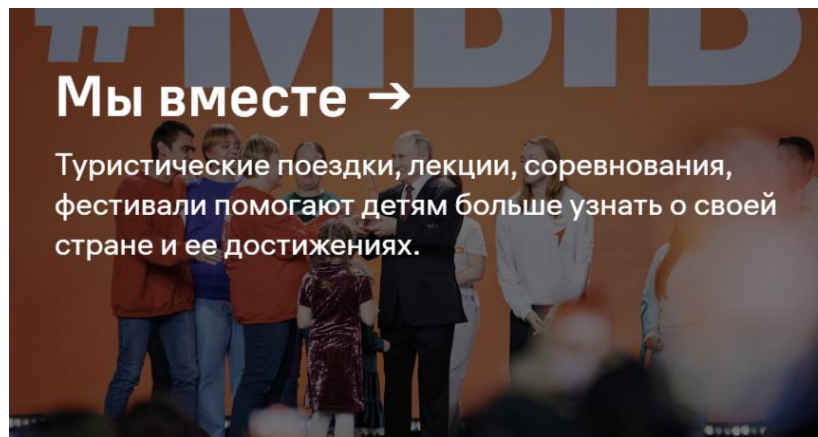 #МЫВ
Мы вместе →
Туристические поездки, лекции, соревнования,
фестивали помогают детям больше узнать о своей
стране и ее достижениях.